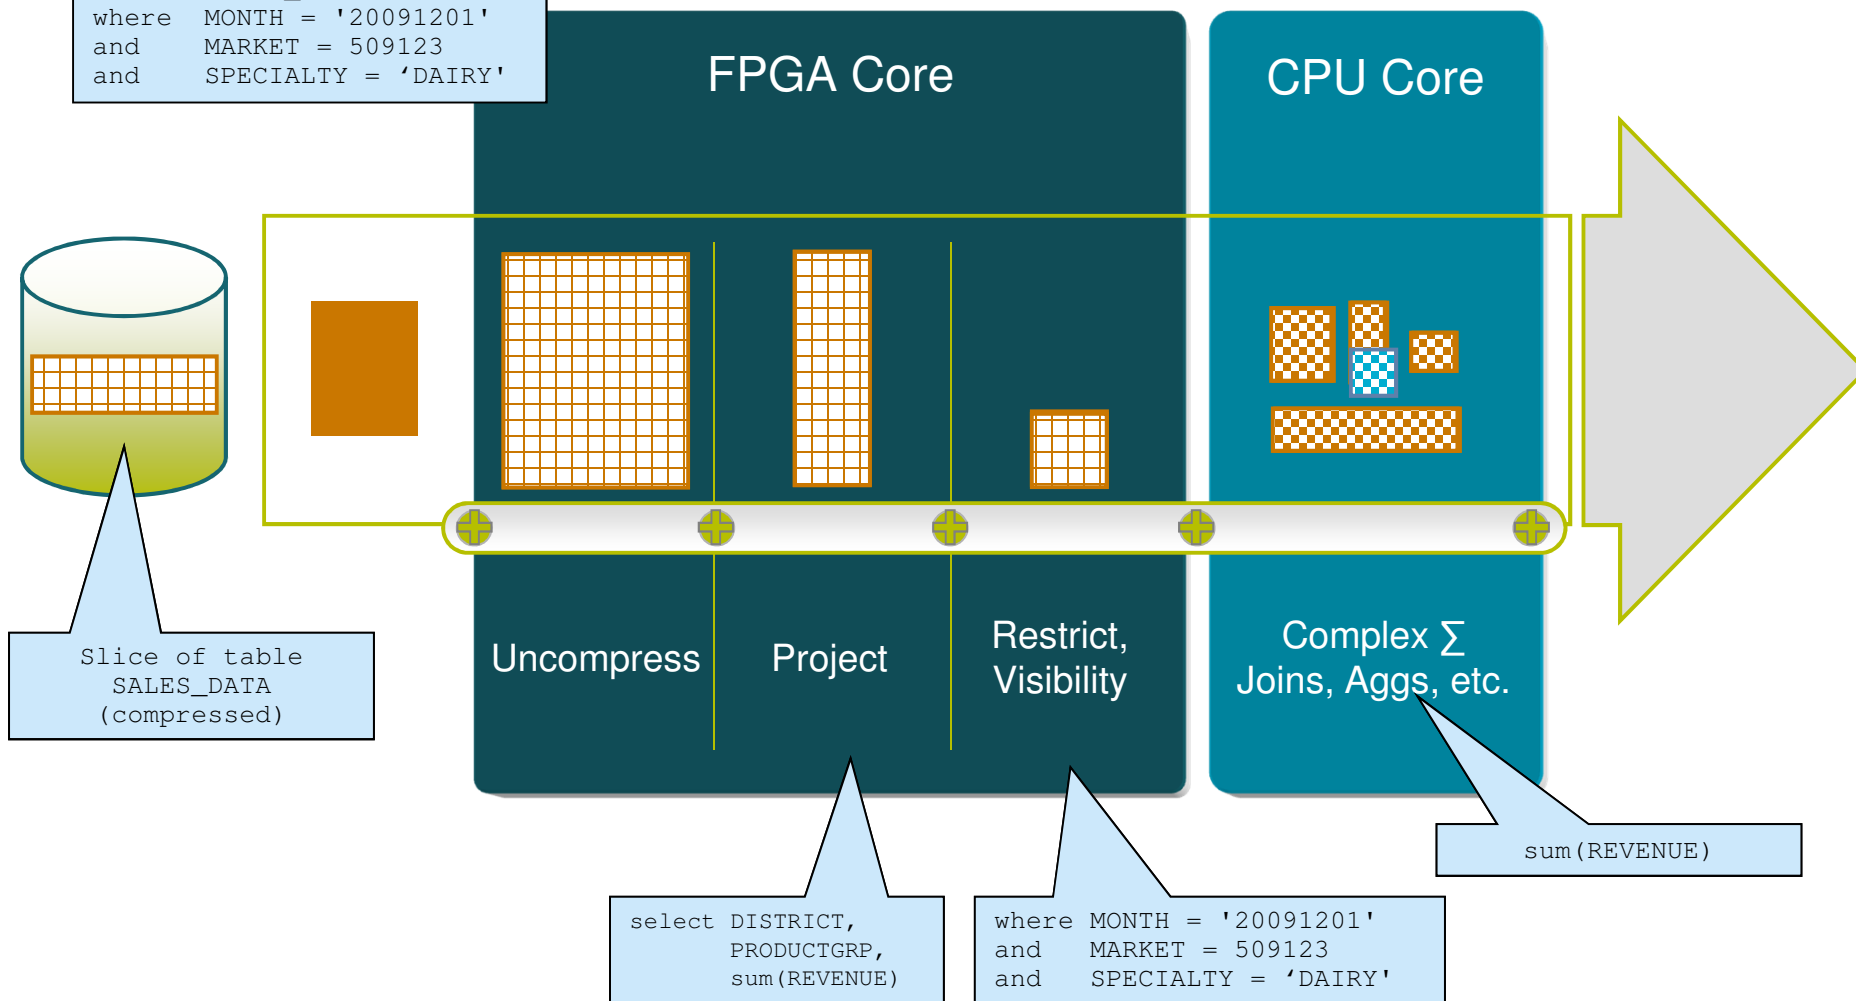 where  MONTH = '20091201'
and    MARKET = 509123
and    SPECIALTY = ‘DAIRY'
FPGA Core
CPU Core
Slice of table
SALES_DATA
(compressed)
Uncompress
Project
Restrict,
Visibility
Complex ∑
Joins, Aggs, etc.
select DISTRICT,
       PRODUCTGRP,
       sum(REVENUE)
where MONTH = '20091201'
and   MARKET = 509123
and   SPECIALTY = ‘DAIRY'
sum(REVENUE)